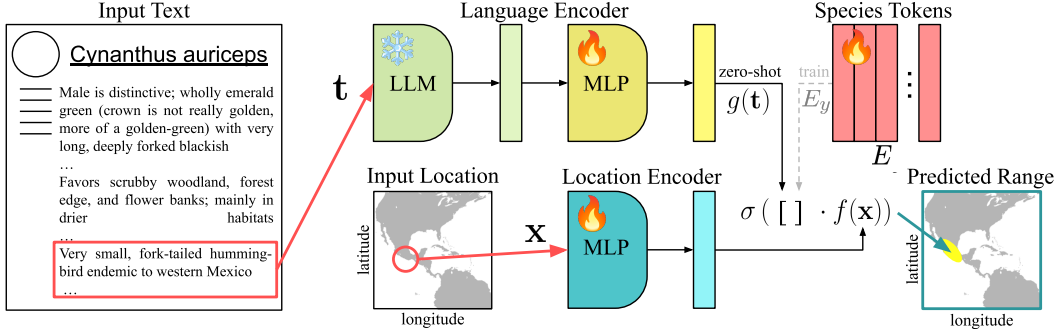 Input Text
Cynanthus auriceps
Male is distinctive; wholly emerald
green (crown is not really golden,
more of a golden-green) with very
long, deeply forked blackish
...
Favors scrubby woodland, forest
edge, and flower banks; mainly in
drier habitats
...
Very small, fork-tailed humming-
bird endemic to western Mexico
...
t
Language Encoder
LLM
MLP
zero-shot
g(t)
train
E_y
Species Tokens
E
Input Location
latitude
longitude
x
Location Encoder
MLP
σ ( [ ] · f(x))
Predicted Range
latitude
longitude